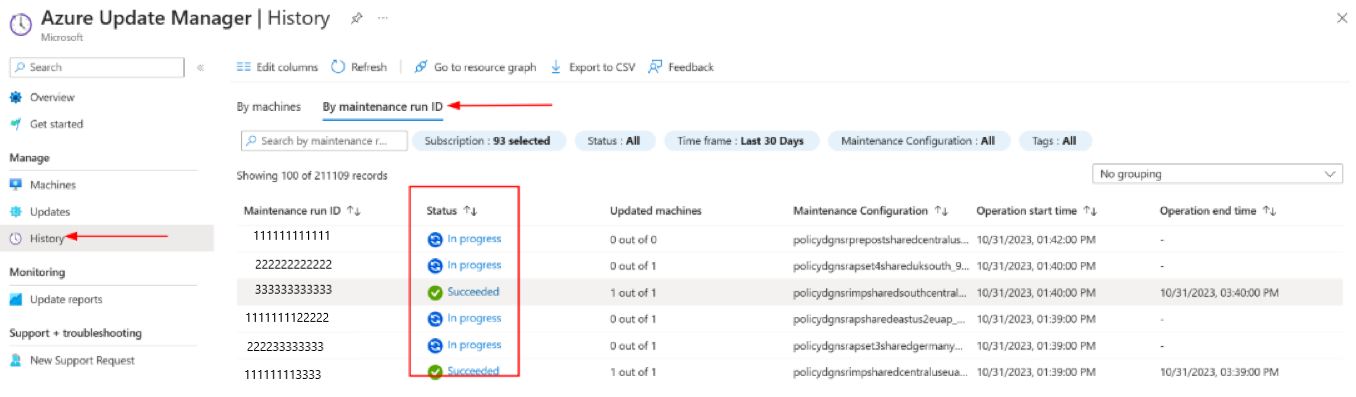 Azure Update Manager | History
Microsoft
Search
Edit columns Refresh Go to resource graph Export to CSV Feedback
Overview
Get started
Manage
Machines
Updates
History
Monitoring
Update reports
Support + troubleshooting
New Support Request
By machines By maintenance run ID
Search by maintenance r... Subscription : 93 selected Status : All Time frame : Last 30 Days Maintenance Configuration : All Tags : All
Showing 100 of 211109 records No grouping
Maintenance run ID Status Updated machines Maintenance Configuration Operation start time Operation end time
111111111111 In progress 0 out of 0 policydgnsrprepostsharedcentralus... 10/31/2023, 01:42:00 PM -
222222222222 In progress 0 out of 1 policydgnsrapset4shareduksouth_9... 10/31/2023, 01:40:00 PM -
333333333333 Succeeded 1 out of 1 policydgnsrimpsharedsouthcentral... 10/31/2023, 01:40:00 PM 10/31/2023, 03:40:00 PM
1111111122222 In progress 0 out of 1 policydgnsrapsharedeastus2euap_... 10/31/2023, 01:39:00 PM -
222233333333 In progress 0 out of 1 policydgnsrapset3sharedgermany... 10/31/2023, 01:39:00 PM -
111111113333 Succeeded 1 out of 1 policydgnsrimpsharedcentraluseua... 10/31/2023, 01:39:00 PM 10/31/2023, 03:39:00 PM